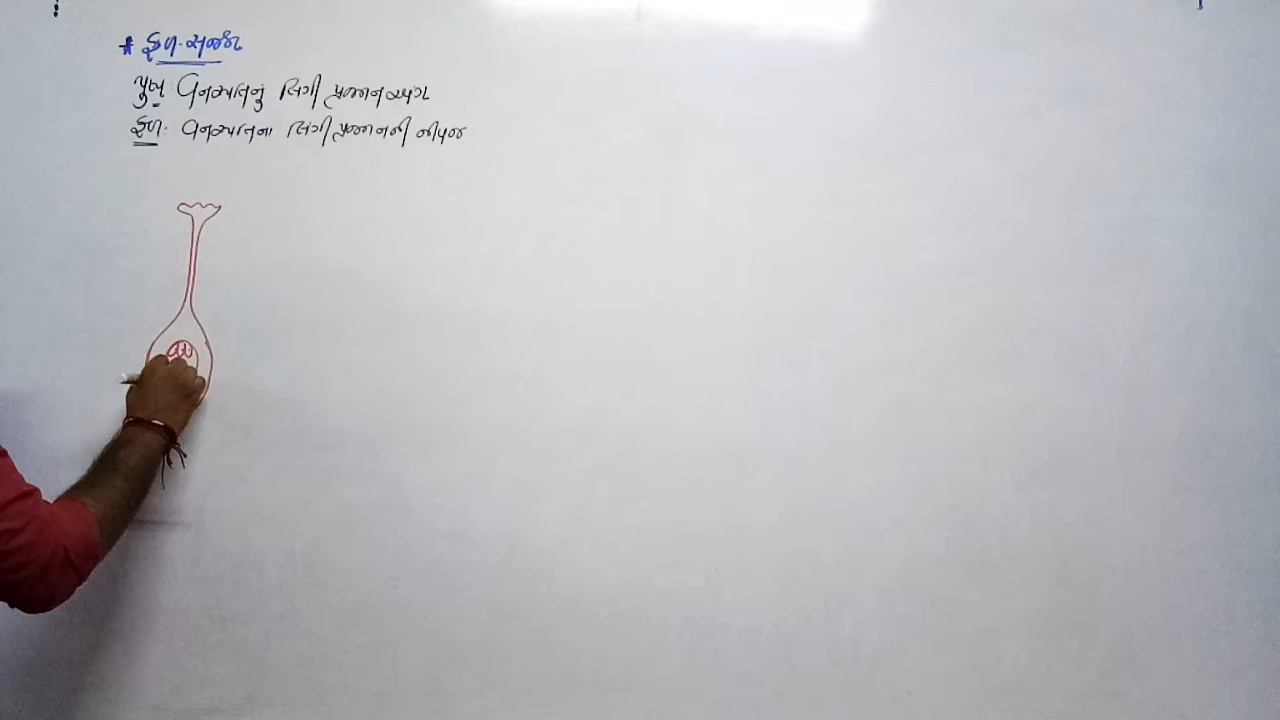 # ફળ-સર્જન
પુષ્પ: વનસ્પતિનું લિંગી પ્રજનન અંગ
ફળ: વનસ્પતિના લિંગી પ્રજનનની નીપજ